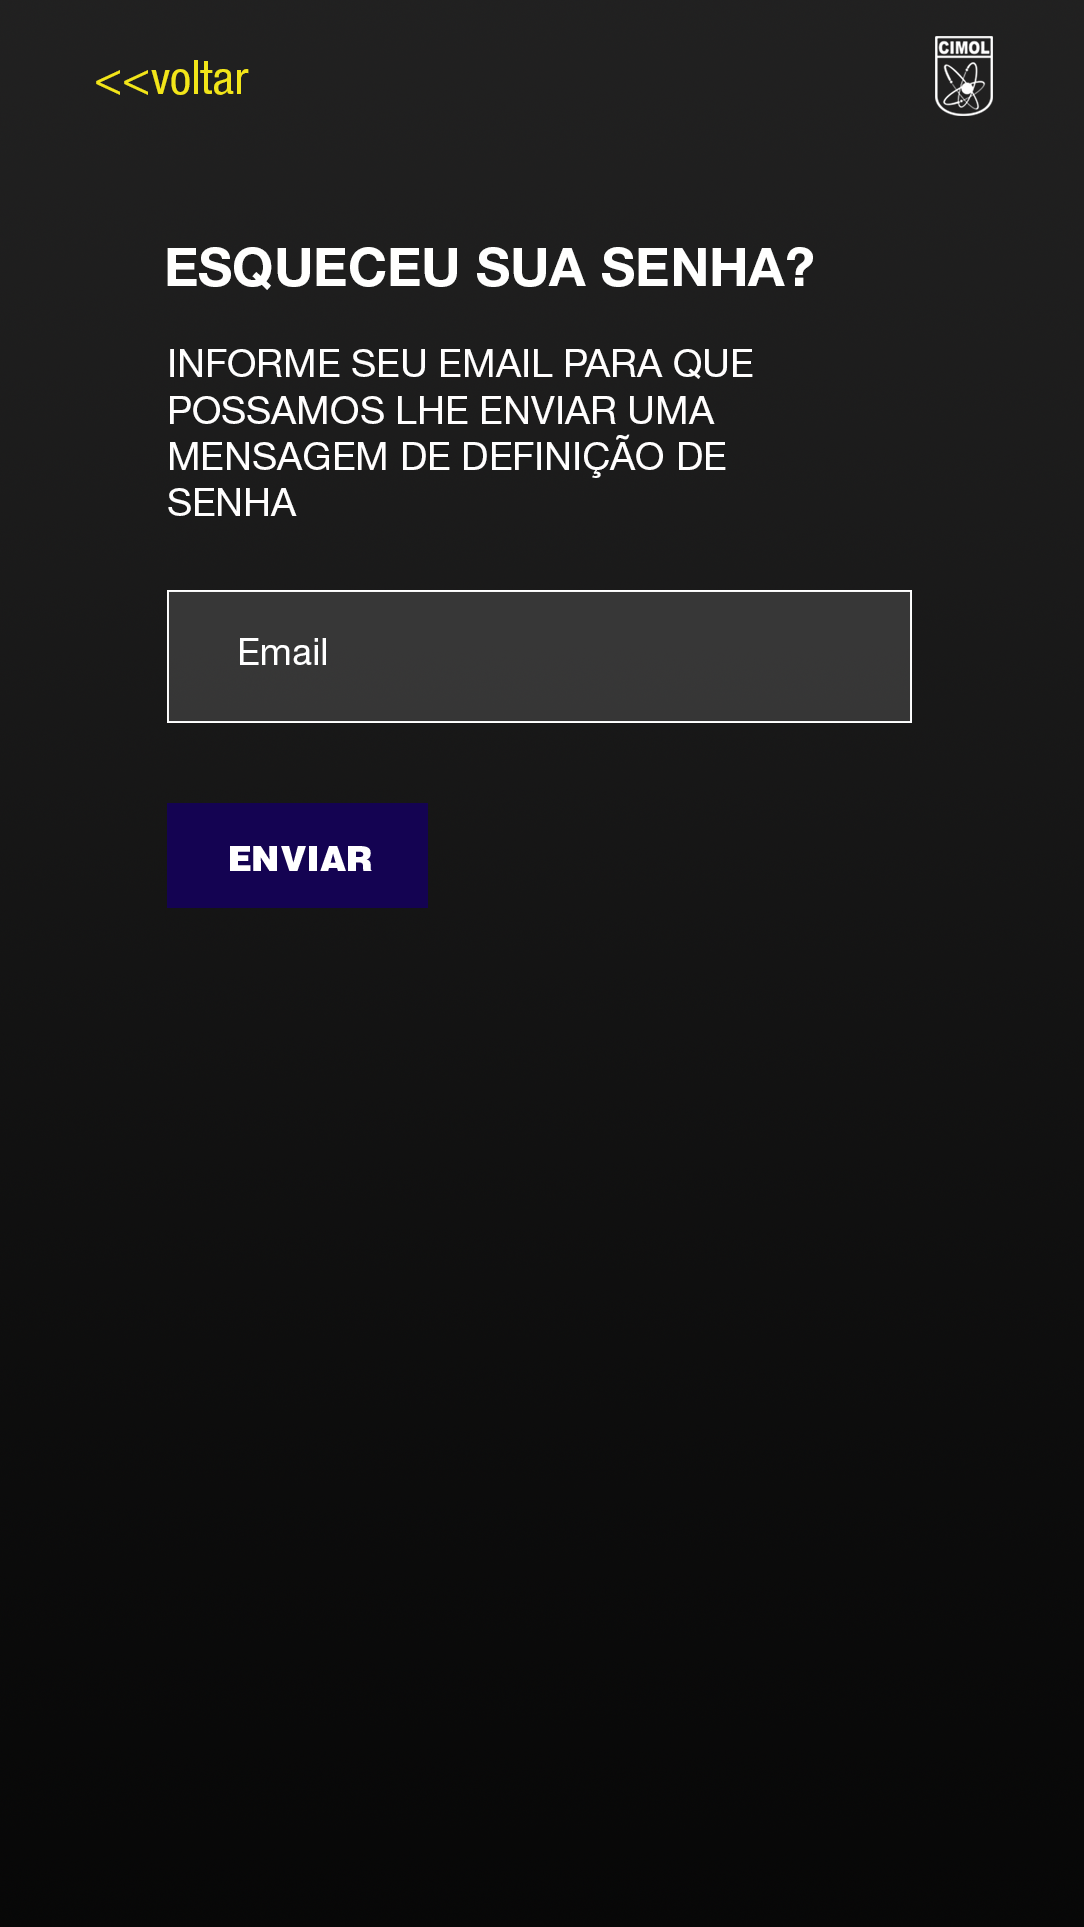 <<voltar
CIMOL
ESQUECEU SUA SENHA?
INFORME SEU EMAIL PARA QUE
POSSAMOS LHE ENVIAR UMA
MENSAGEM DE DEFINIÇÃO DE
SENHA
Email
ENVIAR